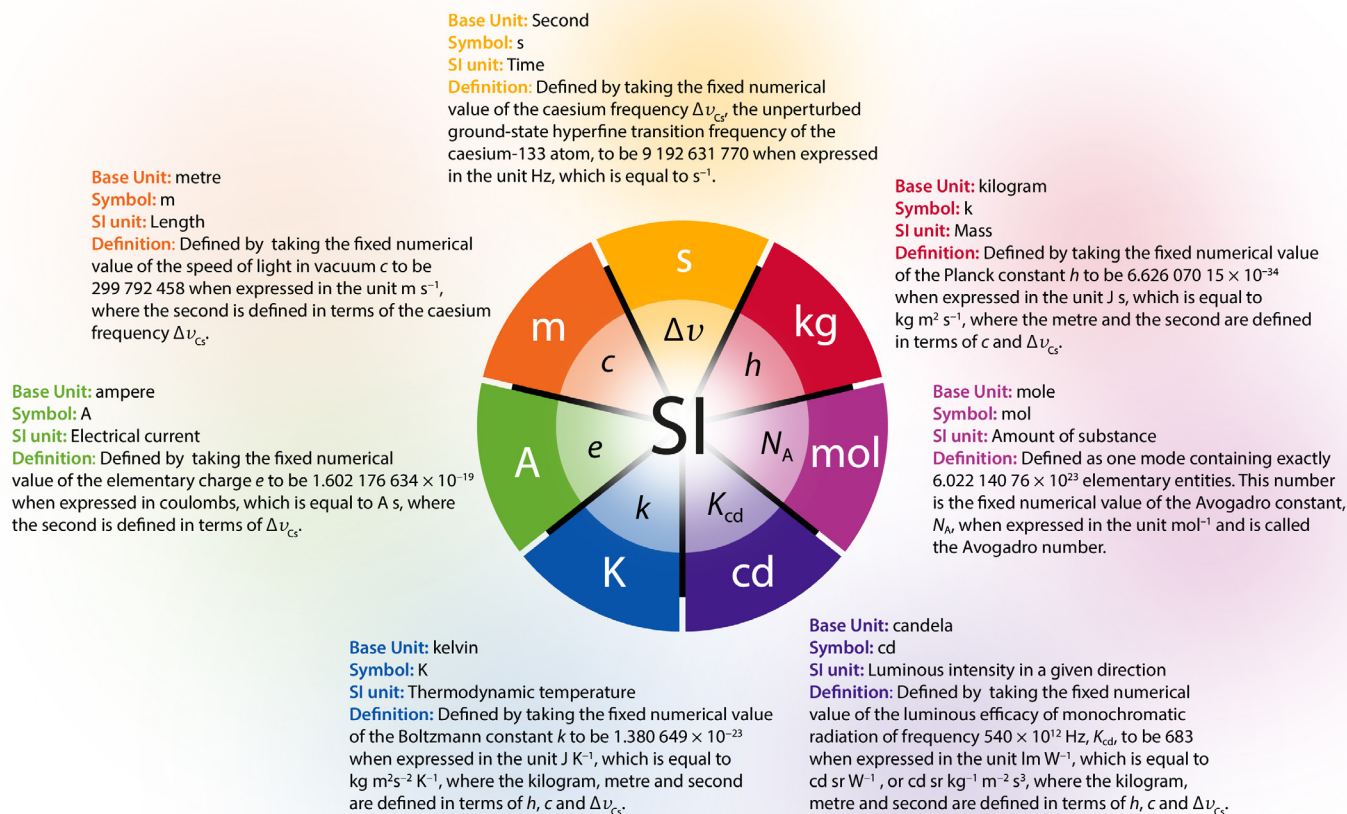 Base Unit: Second
Symbol: s
SI unit: Time
Definition: Defined by taking the fixed numerical
value of the caesium frequency Δν_Cs, the unperturbed
ground-state hyperfine transition frequency of the
caesium-133 atom, to be 9 192 631 770 when expressed
in the unit Hz, which is equal to s⁻¹.
Base Unit: metre
Symbol: m
SI unit: Length
Definition: Defined by taking the fixed numerical
value of the speed of light in vacuum c to be
299 792 458 when expressed in the unit m s⁻¹,
where the second is defined in terms of the caesium
frequency Δν_Cs.
Base Unit: kilogram
Symbol: k
SI unit: Mass
Definition: Defined by taking the fixed numerical value
of the Planck constant h to be 6.626 070 15 × 10⁻³⁴
when expressed in the unit J s, which is equal to
kg m² s⁻¹, where the metre and the second are defined
in terms of c and Δν_Cs.
Base Unit: ampere
Symbol: A
SI unit: Electrical current
Definition: Defined by taking the fixed numerical
value of the elementary charge e to be 1.602 176 634 × 10⁻¹⁹
when expressed in coulombs, which is equal to A s, where
the second is defined in terms of Δν_Cs.
s
m
kg
Δν
c
h
SI
A
e
N_A
mol
k
K_cd
K
cd
Base Unit: mole
Symbol: mol
SI unit: Amount of substance
Definition: Defined as one mode containing exactly
6.022 140 76 × 10²³ elementary entities. This number
is the fixed numerical value of the Avogadro constant,
N_A, when expressed in the unit mol⁻¹ and is called
the Avogadro number.
Base Unit: kelvin
Symbol: K
SI unit: Thermodynamic temperature
Definition: Defined by taking the fixed numerical value
of the Boltzmann constant k to be 1.380 649 × 10⁻²³
when expressed in the unit J K⁻¹, which is equal to
kg m²s⁻² K⁻¹, where the kilogram, metre and second
are defined in terms of h, c and Δν_Cs.
Base Unit: candela
Symbol: cd
SI unit: Luminous intensity in a given direction
Definition: Defined by taking the fixed numerical
value of the luminous efficacy of monochromatic
radiation of frequency 540 × 10¹² Hz, K_cd, to be 683
when expressed in the unit lm W⁻¹, which is equal to
cd sr W⁻¹ , or cd sr kg⁻¹ m⁻² s³, where the kilogram,
metre and second are defined in terms of h, c and Δν_Cs.